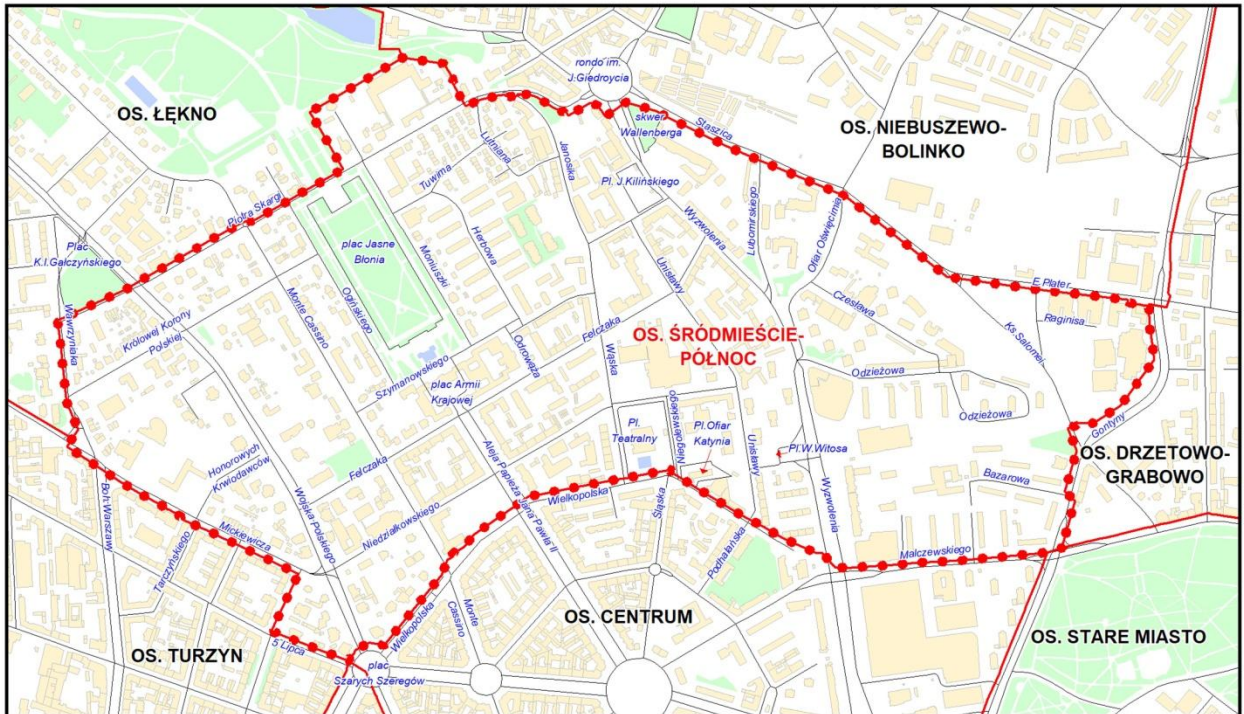 rondo im.
J.Giedroycia
OS. ŁĘKNO
skwer
Wallenberga
Staszica
OS. NIEBUSZEWO-
BOLINKO
Lutniana
Janosika
Tuwima
Pl. J.Kilińskiego
Piotra Skargi
Lubomirskiego
Ofiar Oświęcimia
Wyzwolenia
Plac
K.I.Gałczyńskiego
plac Jasne
Błonia
Moniuszki
Herbowa
Unisławy
E.Plater
Wawrzyniaka
Królowej Korony
Polskiej
Monte Cassino
Ogińskiego
Czesława
Ks.Salomei
Raginisa
Felczaka
OS. ŚRÓDMIEŚCIE-
PÓŁNOC
Odrowąża
Wąska
Szymanowskiego
plac Armii
Krajowej
Odzieżowa
Odzieżowa
Niegolewskiego
Pl.
Teatralny
Pl.Ofiar
Katynia
Unisławy
Pl.W.Witosa
Gontyny
OS. DRZETOWO-
GRABOWO
Honorowych
Krwiodawców
Felczaka
Aleja Papieża Jana Pawła II
Boh.Warszawy
Wojska Polskiego
Wielkopolska
Śląska
Wyzwolenia
Bazarowa
Mickiewicza
Niedziałkowskiego
Podhalańska
Malczewskiego
Tarczyńskiego
Wielkopolska
Monte
Cassino
OS. CENTRUM
OS. STARE MIASTO
OS. TURZYN
5 Lipca
plac
Szarych Szeregów